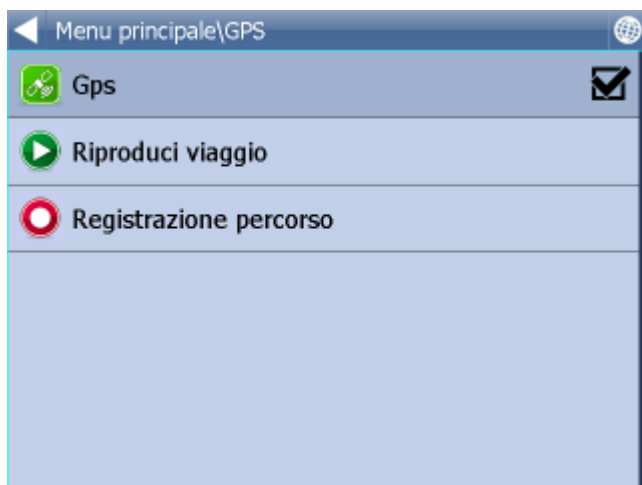 Menu principale\GPS
Gps
Riproduci viaggio
Registrazione percorso